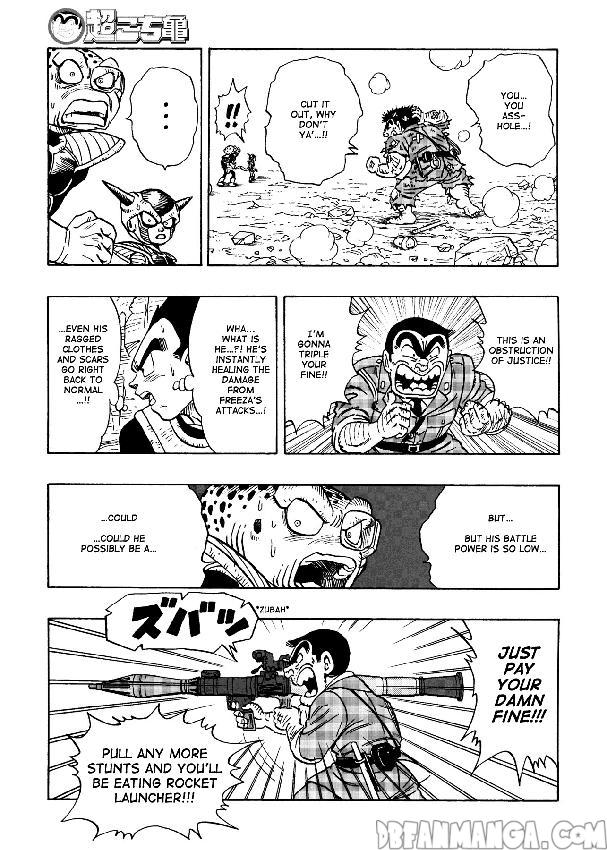 超こち亀
YOU...
YOU
ASS-
HOLE...!
CUT IT
OUT, WHY
DON'T
YA'...!!
!!
...
THIS IS AN
OBSTRUCTION
OF JUSTICE!!
I'M
GONNA
TRIPLE
YOUR
FINE!!
WHA...
WHAT IS
HE...?! HE'S
INSTANTLY
HEALING THE
DAMAGE
FROM
FREEZA'S
ATTACKS...!
...EVEN HIS
RAGGED
CLOTHES
AND SCARS
GO RIGHT
BACK TO
NORMAL
...!!
BUT...
BUT HIS BATTLE
POWER IS SO LOW...
...COULD
...COULD HE
POSSIBLY BE A...
ズバッ
*ZUBAH*
JUST
PAY
YOUR
DAMN
FINE!!!
PULL ANY MORE
STUNTS AND YOU'LL
BE EATING ROCKET
LAUNCHER!!!
DBFANMANGA.COM